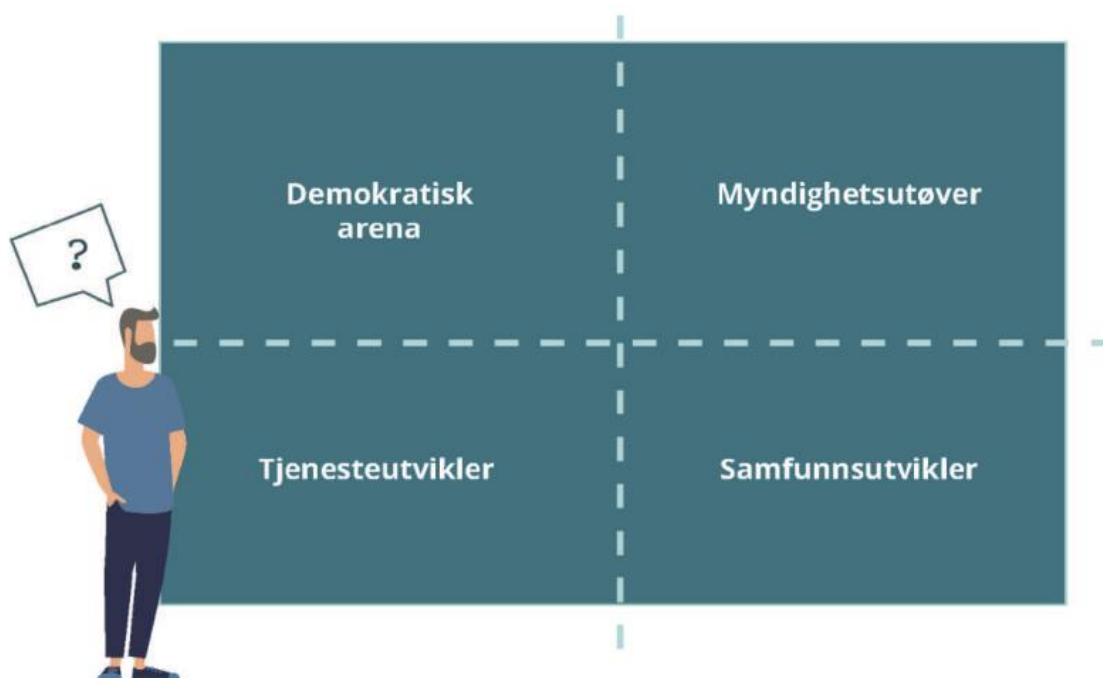 Demokratisk
arena
Myndighetsutøver
?
Tjenesteutvikler
Samfunnsutvikler